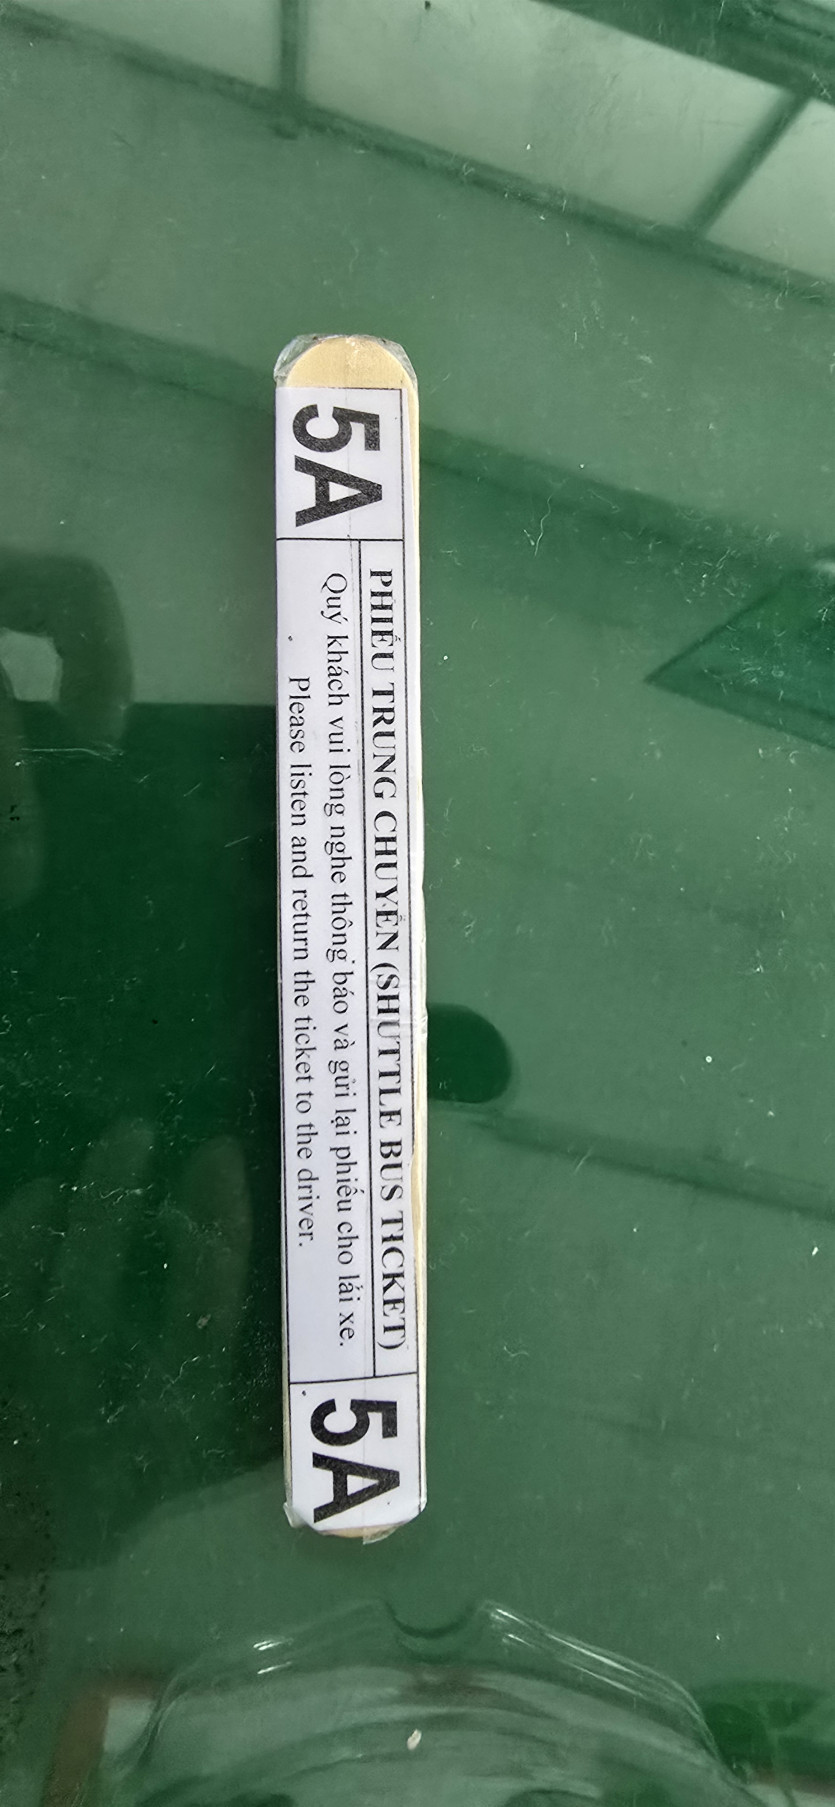 5A
PHIẾU TRUNG CHUYỂN (SHUTTLE BUS TICKET)
Quý khách vui lòng nghe thông báo và gửi lại phiếu cho lái xe.
Please listen and return the ticket to the driver.
5A